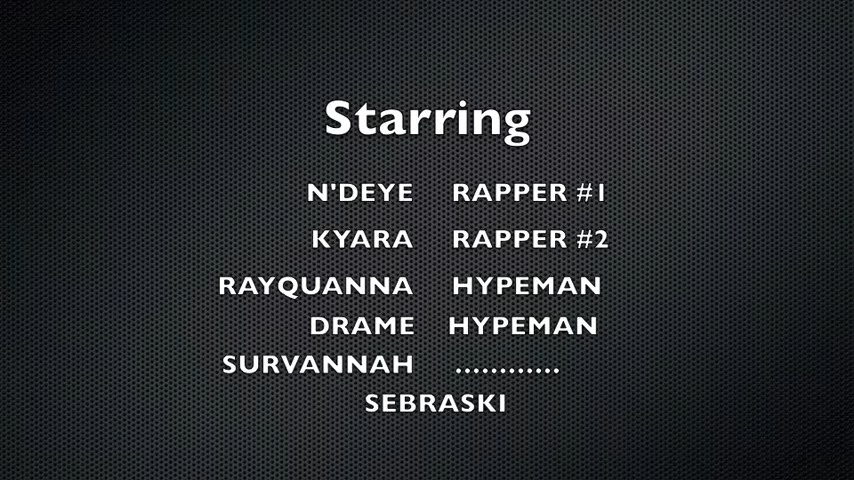 Starring
N'DEYE RAPPER #1
KYARA RAPPER #2
RAYQUANNA HYPEMAN
DRAME HYPEMAN
SURVANNAH ............
SEBRASKI